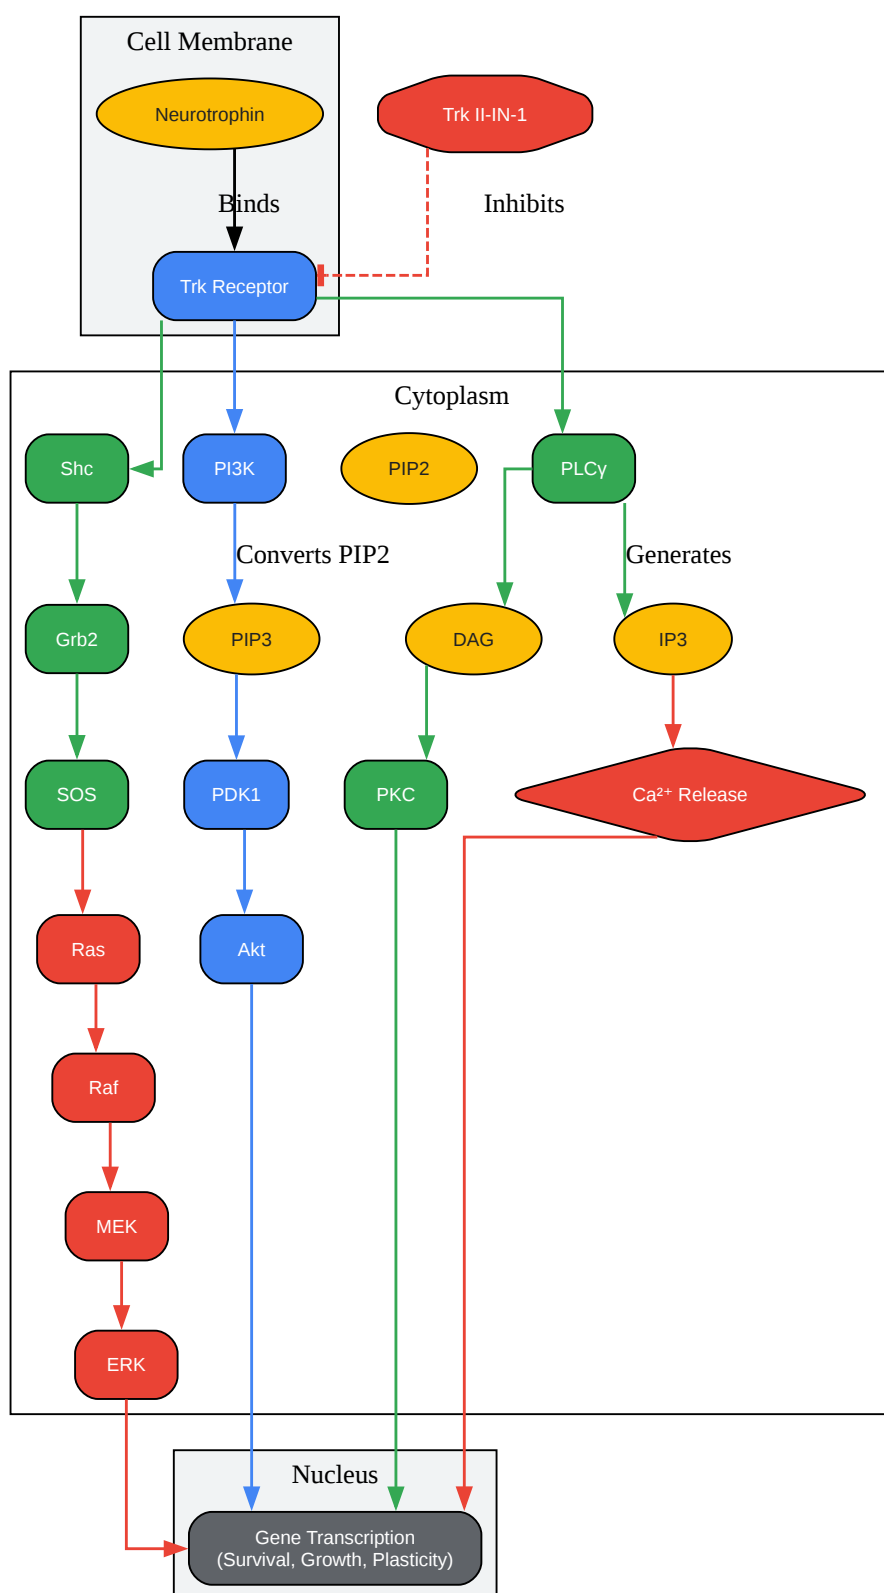 Cell Membrane
Neurotrophin
Trk II-IN-1
Binds
Inhibits
Trk Receptor
Cytoplasm
Shc
PI3K
PIP2
PLCγ
Converts PIP2
Generates
Grb2
PIP3
DAG
IP3
SOS
PDK1
PKC
Ca²⁺ Release
Ras
Akt
Raf
MEK
ERK
Nucleus
Gene Transcription
(Survival, Growth, Plasticity)